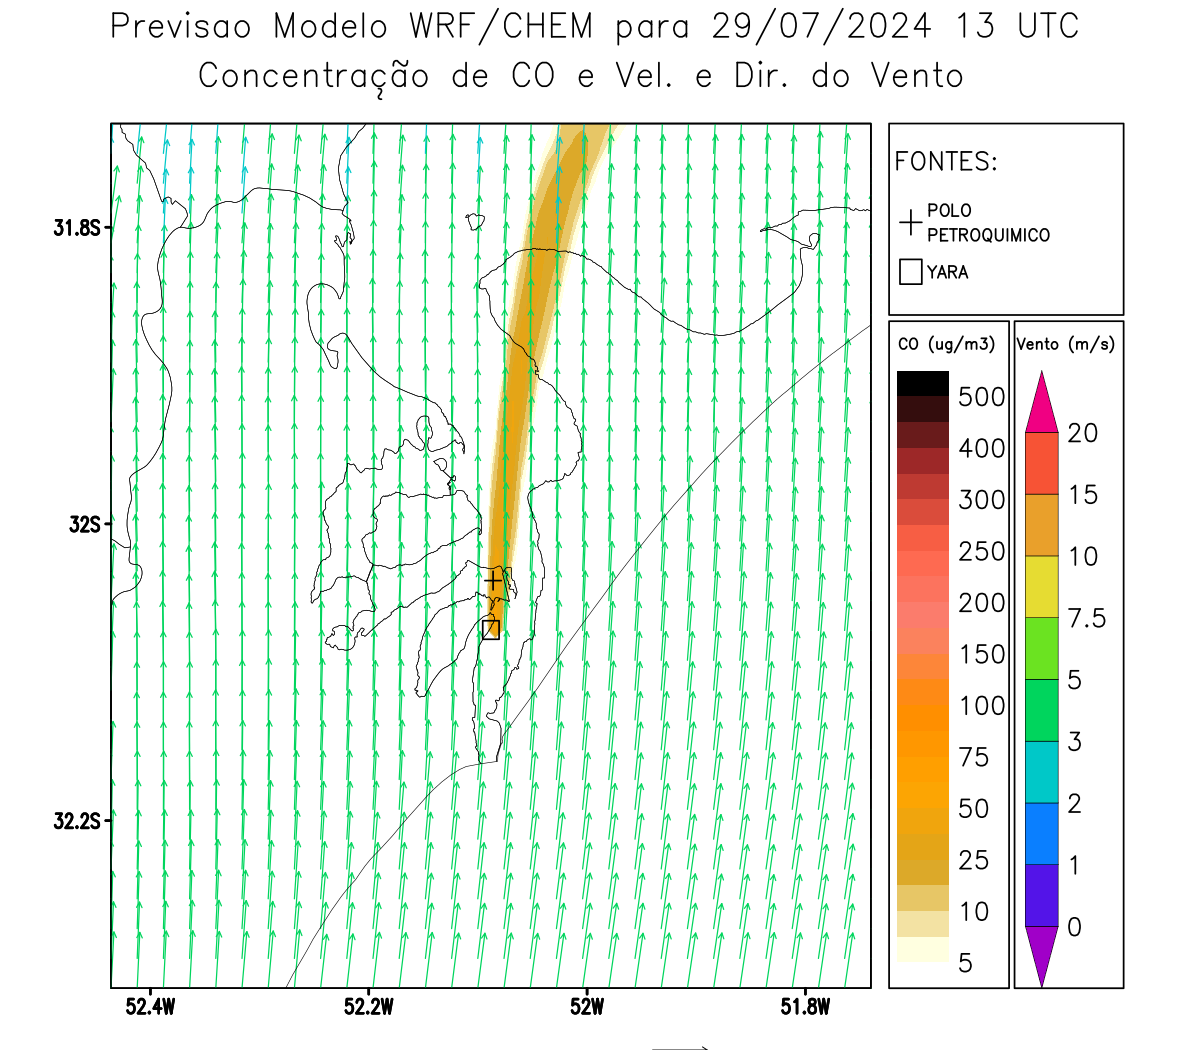 Previsao Modelo WRF/CHEM para 29/07/2024 13 UTC
Concentração de CO e Vel. e Dir. do Vento
FONTES:
POLO
PETROQUIMICO
YARA
CO (ug/m3)
500
400
300
250
200
150
100
75
50
25
10
5
Vento (m/s)
20
15
10
7.5
5
3
2
1
0
31.8S
32S
32.2S
52.4W
52.2W
52W
51.8W